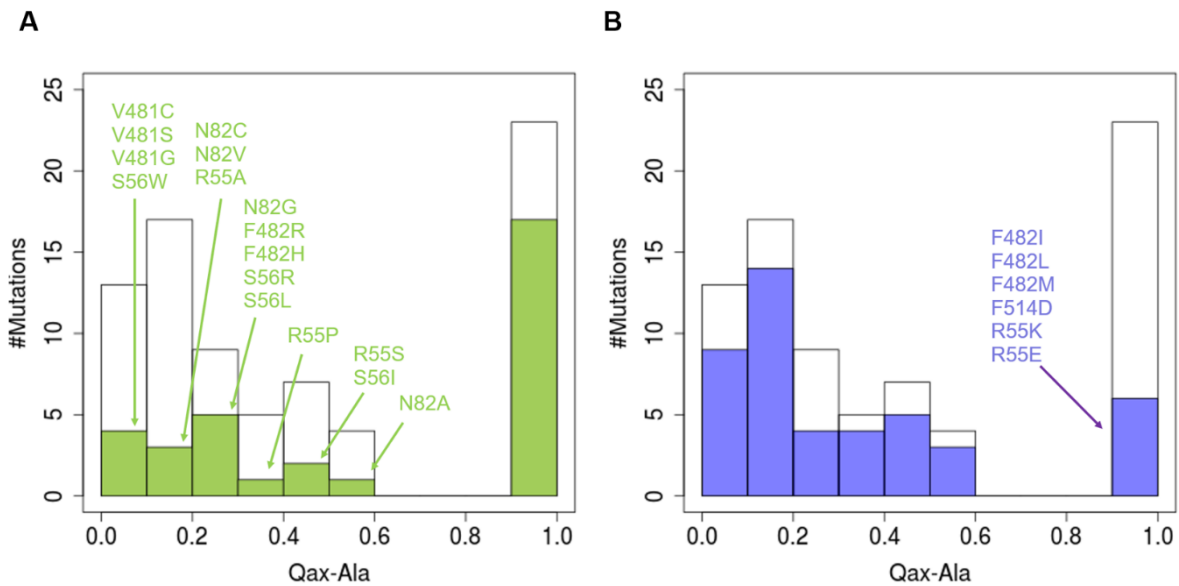 A
#Mutations
25
20
15
10
5
0
V481C
V481S
V481G
S56W
N82C
N82V
R55A
N82G
F482R
F482H
S56R
S56L
R55P
R55S
S56I
N82A
0.0 0.2 0.4 0.6 0.8 1.0
Qax-Ala
B
#Mutations
25
20
15
10
5
0
F482I
F482L
F482M
F514D
R55K
R55E
0.0 0.2 0.4 0.6 0.8 1.0
Qax-Ala